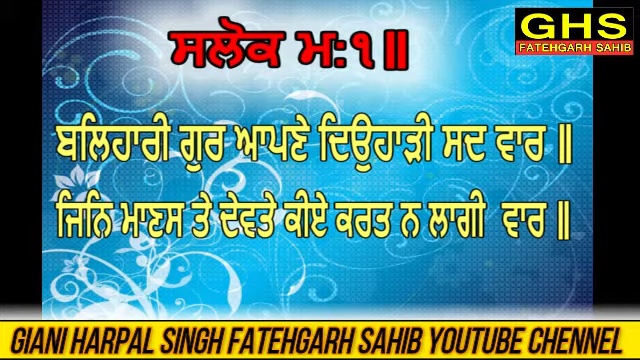 ਸਲੋਕ ਮ:੧॥
GHS
FATEHGARH SAHIB
ਬਲਿਹਾਰੀ ਗੁਰ ਆਪਣੇ ਦਿਉਹਾੜੀ ਸਦ ਵਾਰ ॥
ਜਿਨਿ ਮਾਣਸ ਤੇ ਦੇਵਤੇ ਕੀਏ ਕਰਤ ਨ ਲਾਗੀ ਵਾਰ ॥
GIANI HARPAL SINGH FATEHGARH SAHIB YOUTUBE CHENNEL